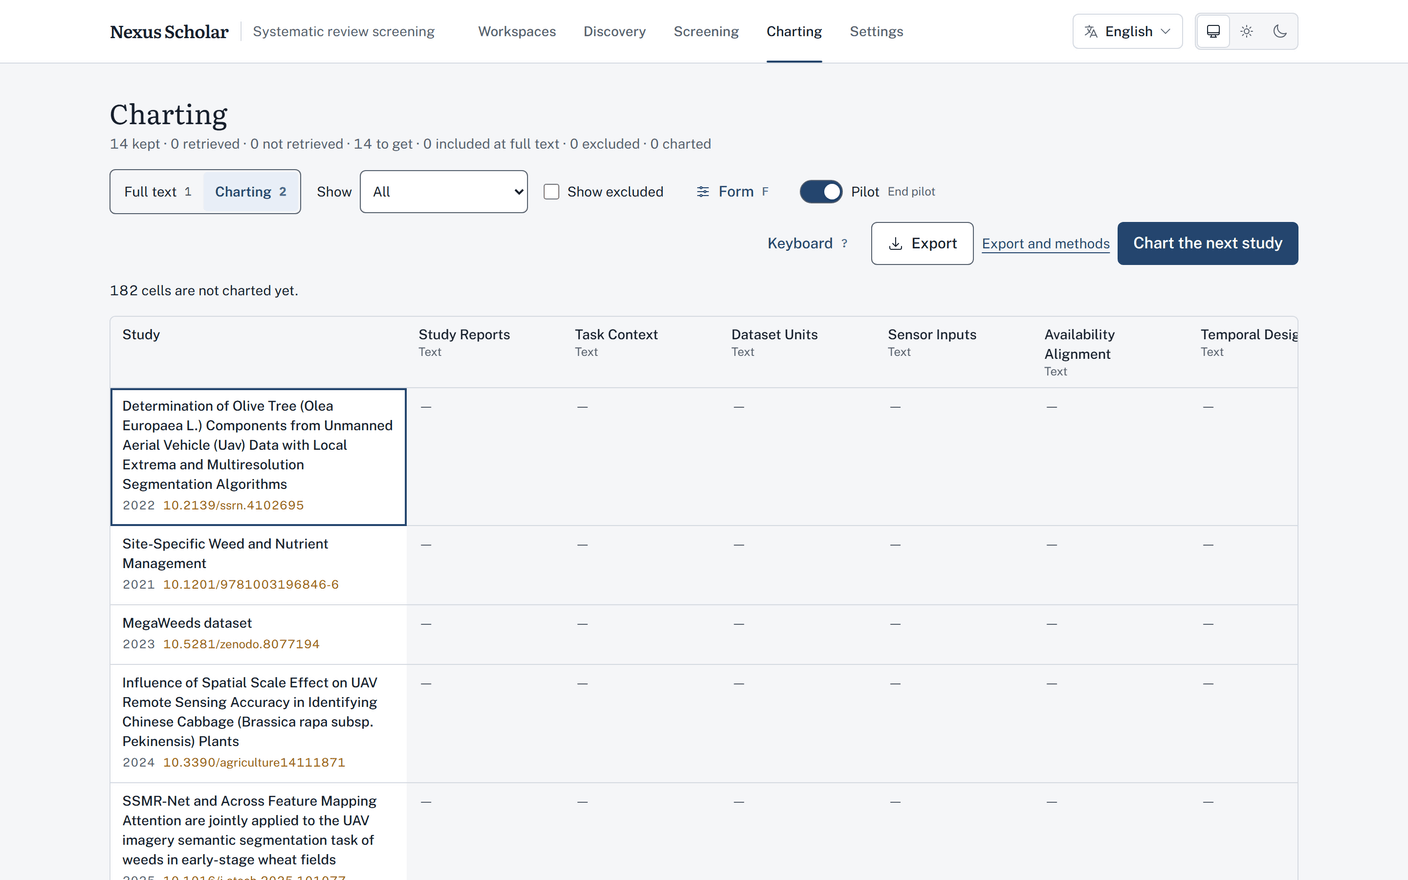 Nexus Scholar
Systematic review screening
Workspaces
Discovery
Screening
Charting
Settings
English
Charting
14 kept · 0 retrieved · 0 not retrieved · 14 to get · 0 included at full text · 0 excluded · 0 charted
Full text 1
Charting 2
Show
All
Show excluded
Form F
Pilot
End pilot
Keyboard ?
Export
Export and methods
Chart the next study
182 cells are not charted yet.
Study
Study Reports
Text
Task Context
Text
Dataset Units
Text
Sensor Inputs
Text
Availability
Alignment
Text
Temporal Desig
Text
Determination of Olive Tree (Olea
Europaea L.) Components from Unmanned
Aerial Vehicle (Uav) Data with Local
Extrema and Multiresolution
Segmentation Algorithms
2022 10.2139/ssrn.4102695
— — — — — —
Site-Specific Weed and Nutrient
Management
2021 10.1201/9781003196846-6
— — — — — —
MegaWeeds dataset
2023 10.5281/zenodo.8077194
— — — — — —
Influence of Spatial Scale Effect on UAV
Remote Sensing Accuracy in Identifying
Chinese Cabbage (Brassica rapa subsp.
Pekinensis) Plants
2024 10.3390/agriculture14111871
— — — — — —
SSMR-Net and Across Feature Mapping
Attention are jointly applied to the UAV
imagery semantic segmentation task of
weeds in early-stage wheat fields
— — — — — —